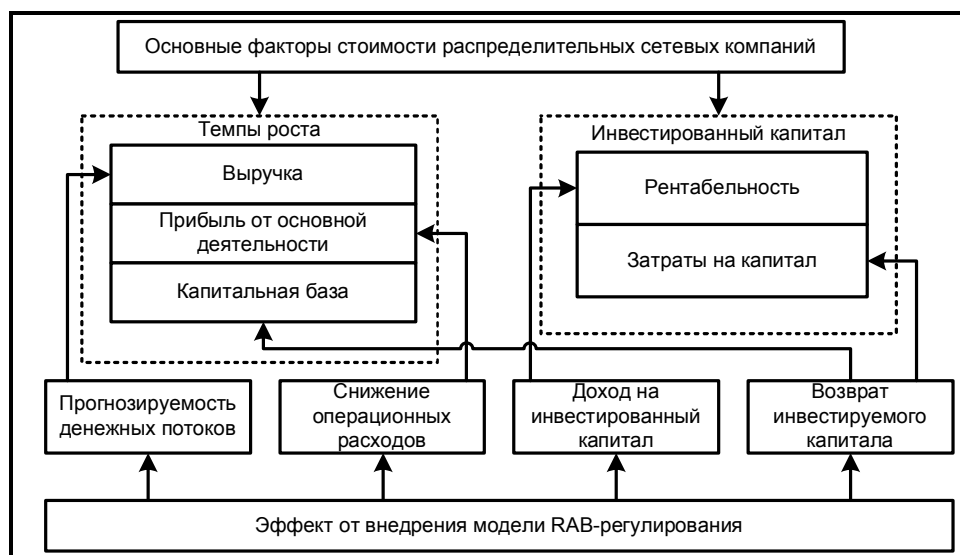 Основные факторы стоимости распределительных сетевых компаний
Темпы роста
Выручка
Прибыль от основной
деятельности
Капитальная база
Инвестированный капитал
Рентабельность
Затраты на капитал
Прогнозируемость
денежных потоков
Снижение
операционных
расходов
Доход на
инвестированный
капитал
Возврат
инвестируемого
капитала
Эффект от внедрения модели RAB-регулирования